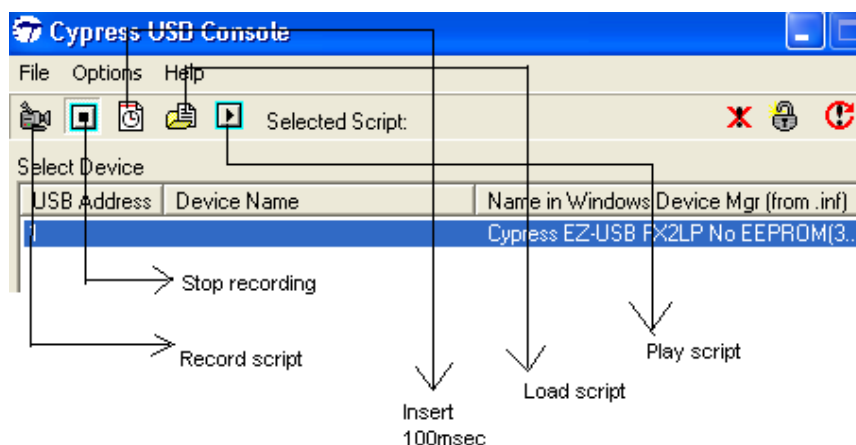 Cypress USB Console
File Options Help
Selected Script:
Select Device
USB Address Device Name Name in Windows Device Mgr (from .inf)
1 Cypress EZ-USB FX2LP No EEPROM(3..
Stop recording
Record script
Play script
Load script
Insert
100msec